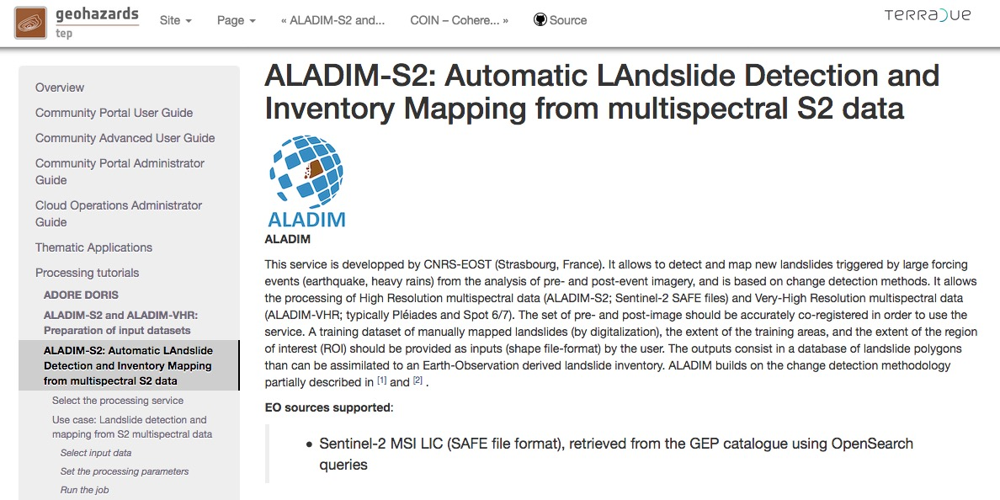 geohazards
tep
Site
Page
« ALADIM-S2 and...
COIN – Cohere... »
Source
TERRADUE
Overview
Community Portal User Guide
Community Advanced User Guide
Community Portal Administrator
Guide
Cloud Operations Administrator
Guide
Thematic Applications
Processing tutorials
ADORE DORIS
ALADIM-S2 and ALADIM-VHR:
Preparation of input datasets
ALADIM-S2: Automatic LAndslide
Detection and Inventory Mapping
from multispectral S2 data
Select the processing service
Use case: Landslide detection and
mapping from S2 multispectral data
Select input data
Set the processing parameters
Run the job
ALADIM-S2: Automatic LAndslide Detection and
Inventory Mapping from multispectral S2 data
ALADIM
ALADIM
This service is developped by CNRS-EOST (Strasbourg, France). It allows to detect and map new landslides triggered by large forcing
events (earthquake, heavy rains) from the analysis of pre- and post-event imagery, and is based on change detection methods. It allows
the processing of High Resolution multispectral data (ALADIM-S2; Sentinel-2 SAFE files) and Very-High Resolution multispectral data
(ALADIM-VHR; typically Pléiades and Spot 6/7). The set of pre- and post-image should be accurately co-registered in order to use the
service. A training dataset of manually mapped landslides (by digitalization), the extent of the training areas, and the extent of the region
of interest (ROI) should be provided as inputs (shape file-format) by the user. The outputs consist in a database of landslide polygons
than can be assimilated to an Earth-Observation derived landslide inventory. ALADIM builds on the change detection methodology
partially described in [1] and [2] .
EO sources supported:
• Sentinel-2 MSI LIC (SAFE file format), retrieved from the GEP catalogue using OpenSearch
queries